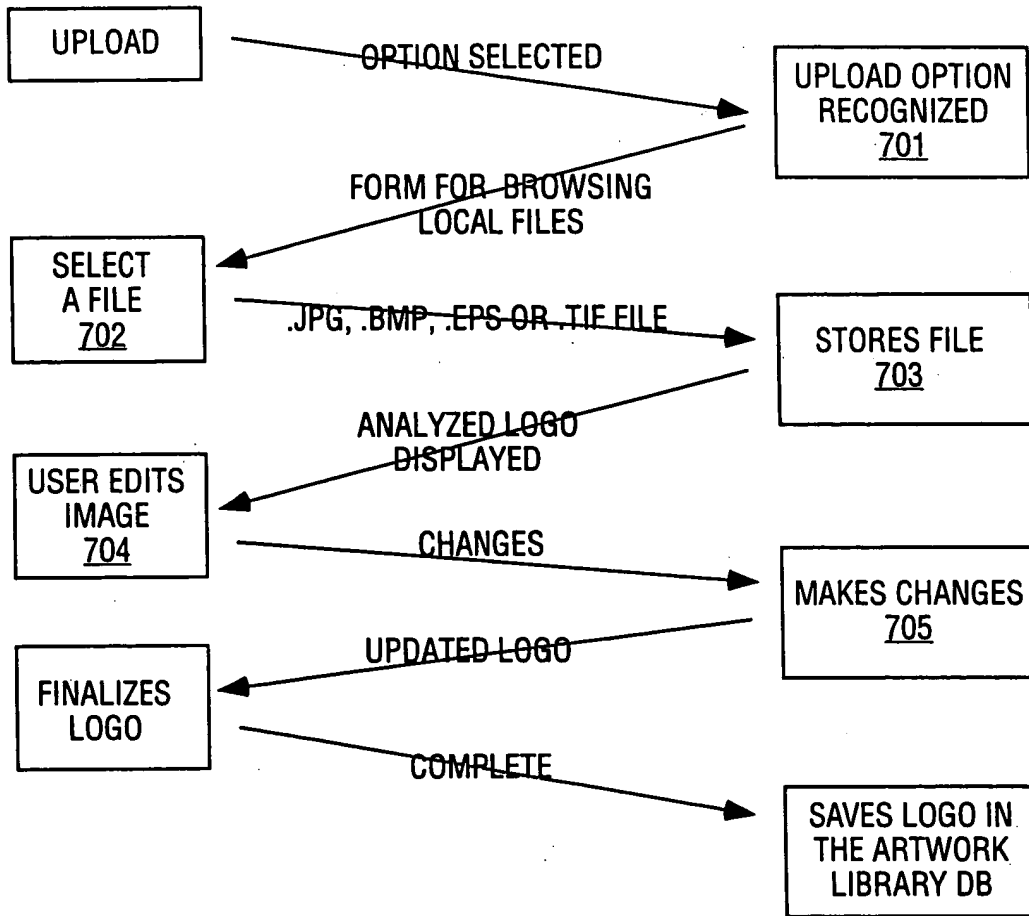 UPLOAD
OPTION SELECTED
UPLOAD OPTION
RECOGNIZED
701
FORM FOR BROWSING
LOCAL FILES
SELECT
A FILE
702
.JPG, .BMP, .EPS OR .TIF FILE
STORES FILE
703
ANALYZED LOGO
DISPLAYED
USER EDITS
IMAGE
704
CHANGES
MAKES CHANGES
705
UPDATED LOGO
FINALIZES
LOGO
COMPLETE
SAVES LOGO IN
THE ARTWORK
LIBRARY DB